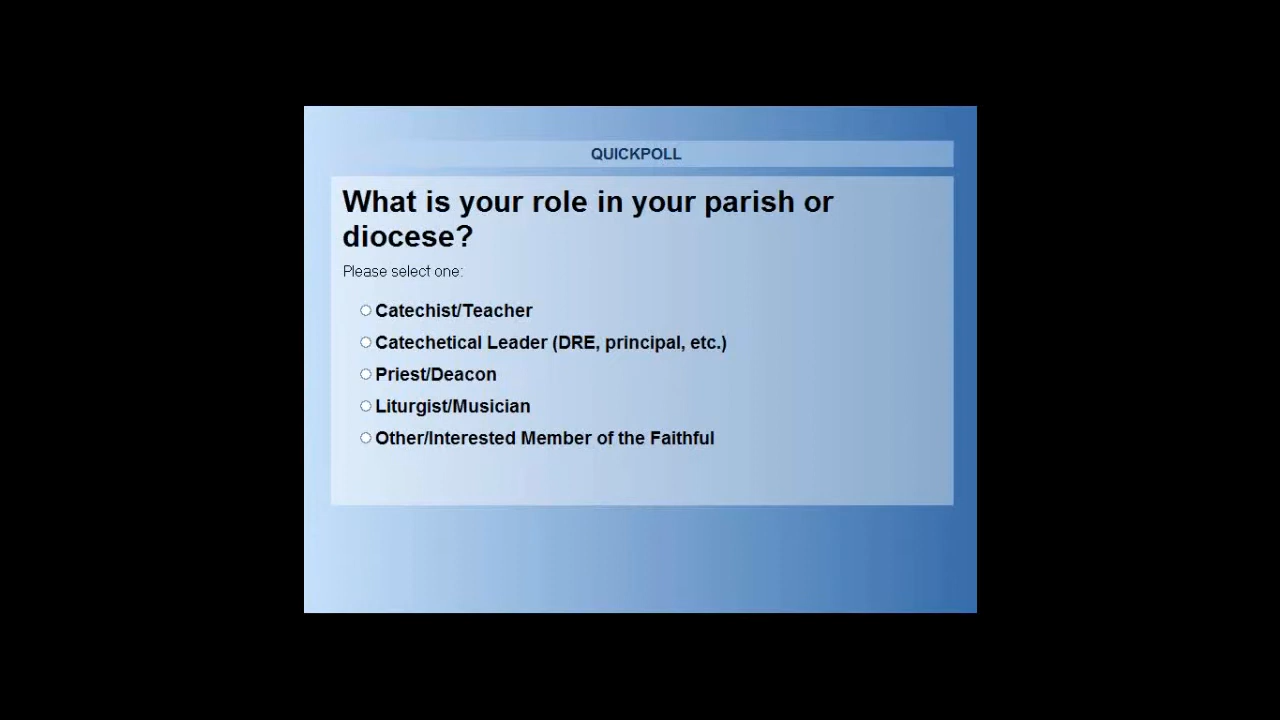 QUICKPOLL
What is your role in your parish or
diocese?
Please select one:
Catechist/Teacher
Catechetical Leader (DRE, principal, etc.)
Priest/Deacon
Liturgist/Musician
Other/Interested Member of the Faithful